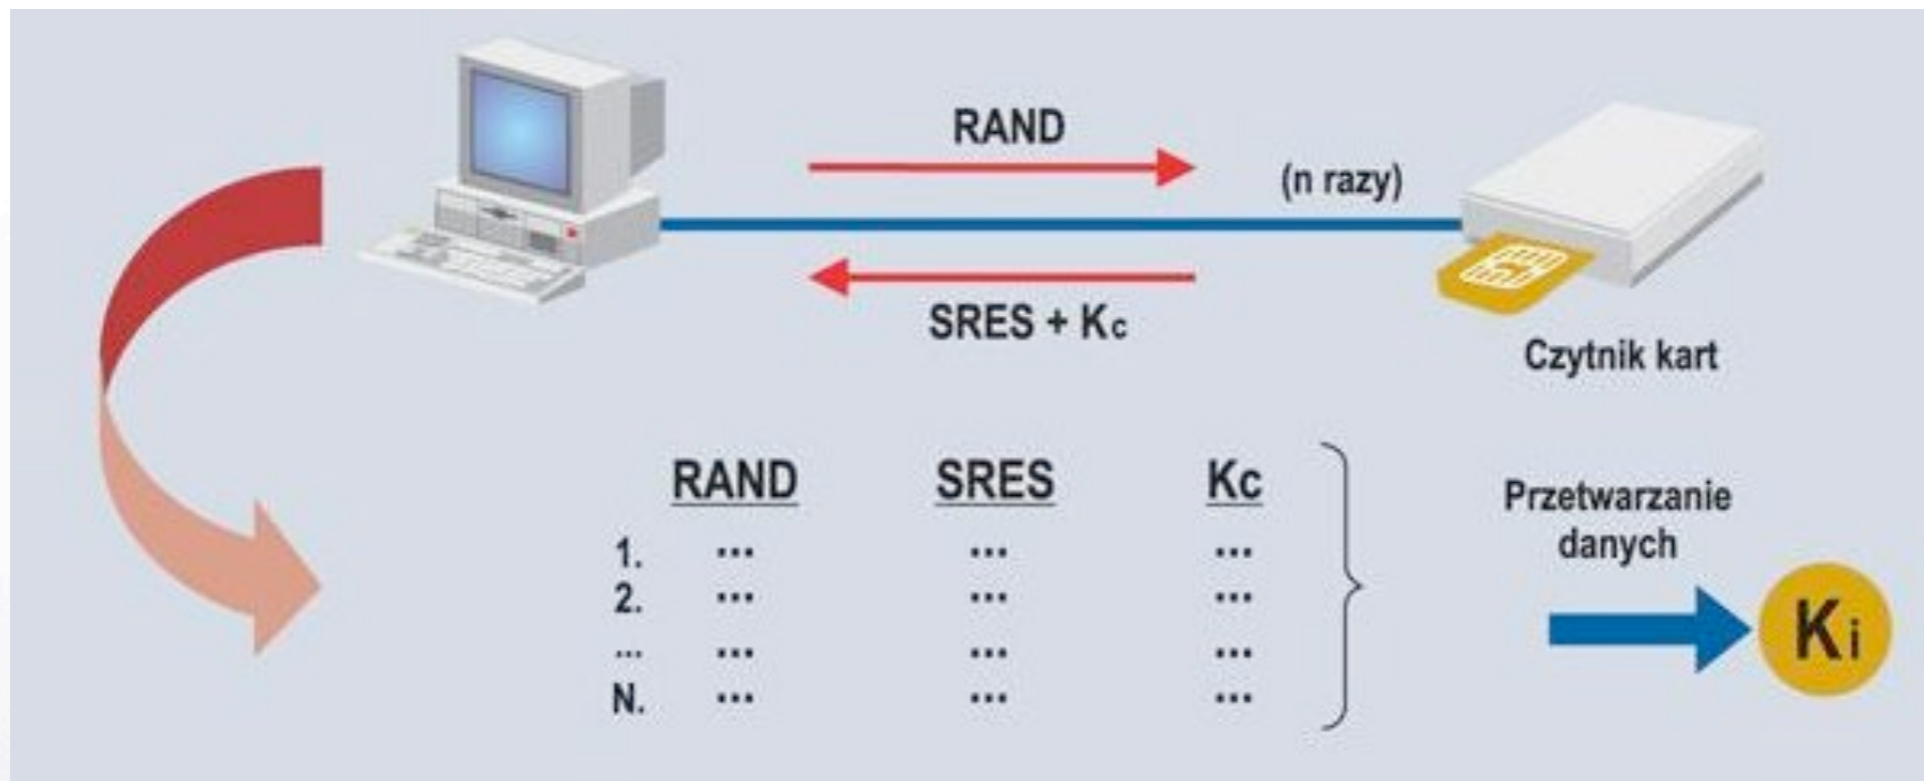 RAND
(n razy)
SRES + Kc
Czytnik kart
RAND SRES Kc
1. ... ... ...
2. ... ... ...
... ... ... ...
N. ... ... ...
Przetwarzanie
danych
Ki